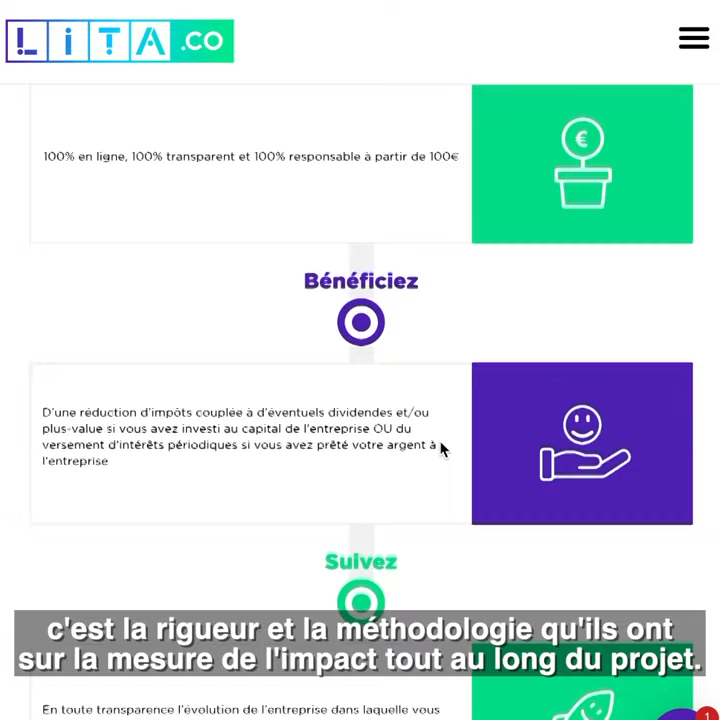 LiTA.CO
100% en ligne, 100% transparent et 100% responsable à partir de 100€
€
Bénéficiez
D'une réduction d'impôts couplée à d'éventuels dividendes et/ou
plus-value si vous avez investi au capital de l'entreprise OU du
versement d'intérêts périodiques si vous avez prêté votre argent à
l'entreprise
Suivez
c'est la rigueur et la méthodologie qu'ils ont
sur la mesure de l'impact tout au long du projet.
En toute transparence l'évolution de l'entreprise dans laquelle vous
1